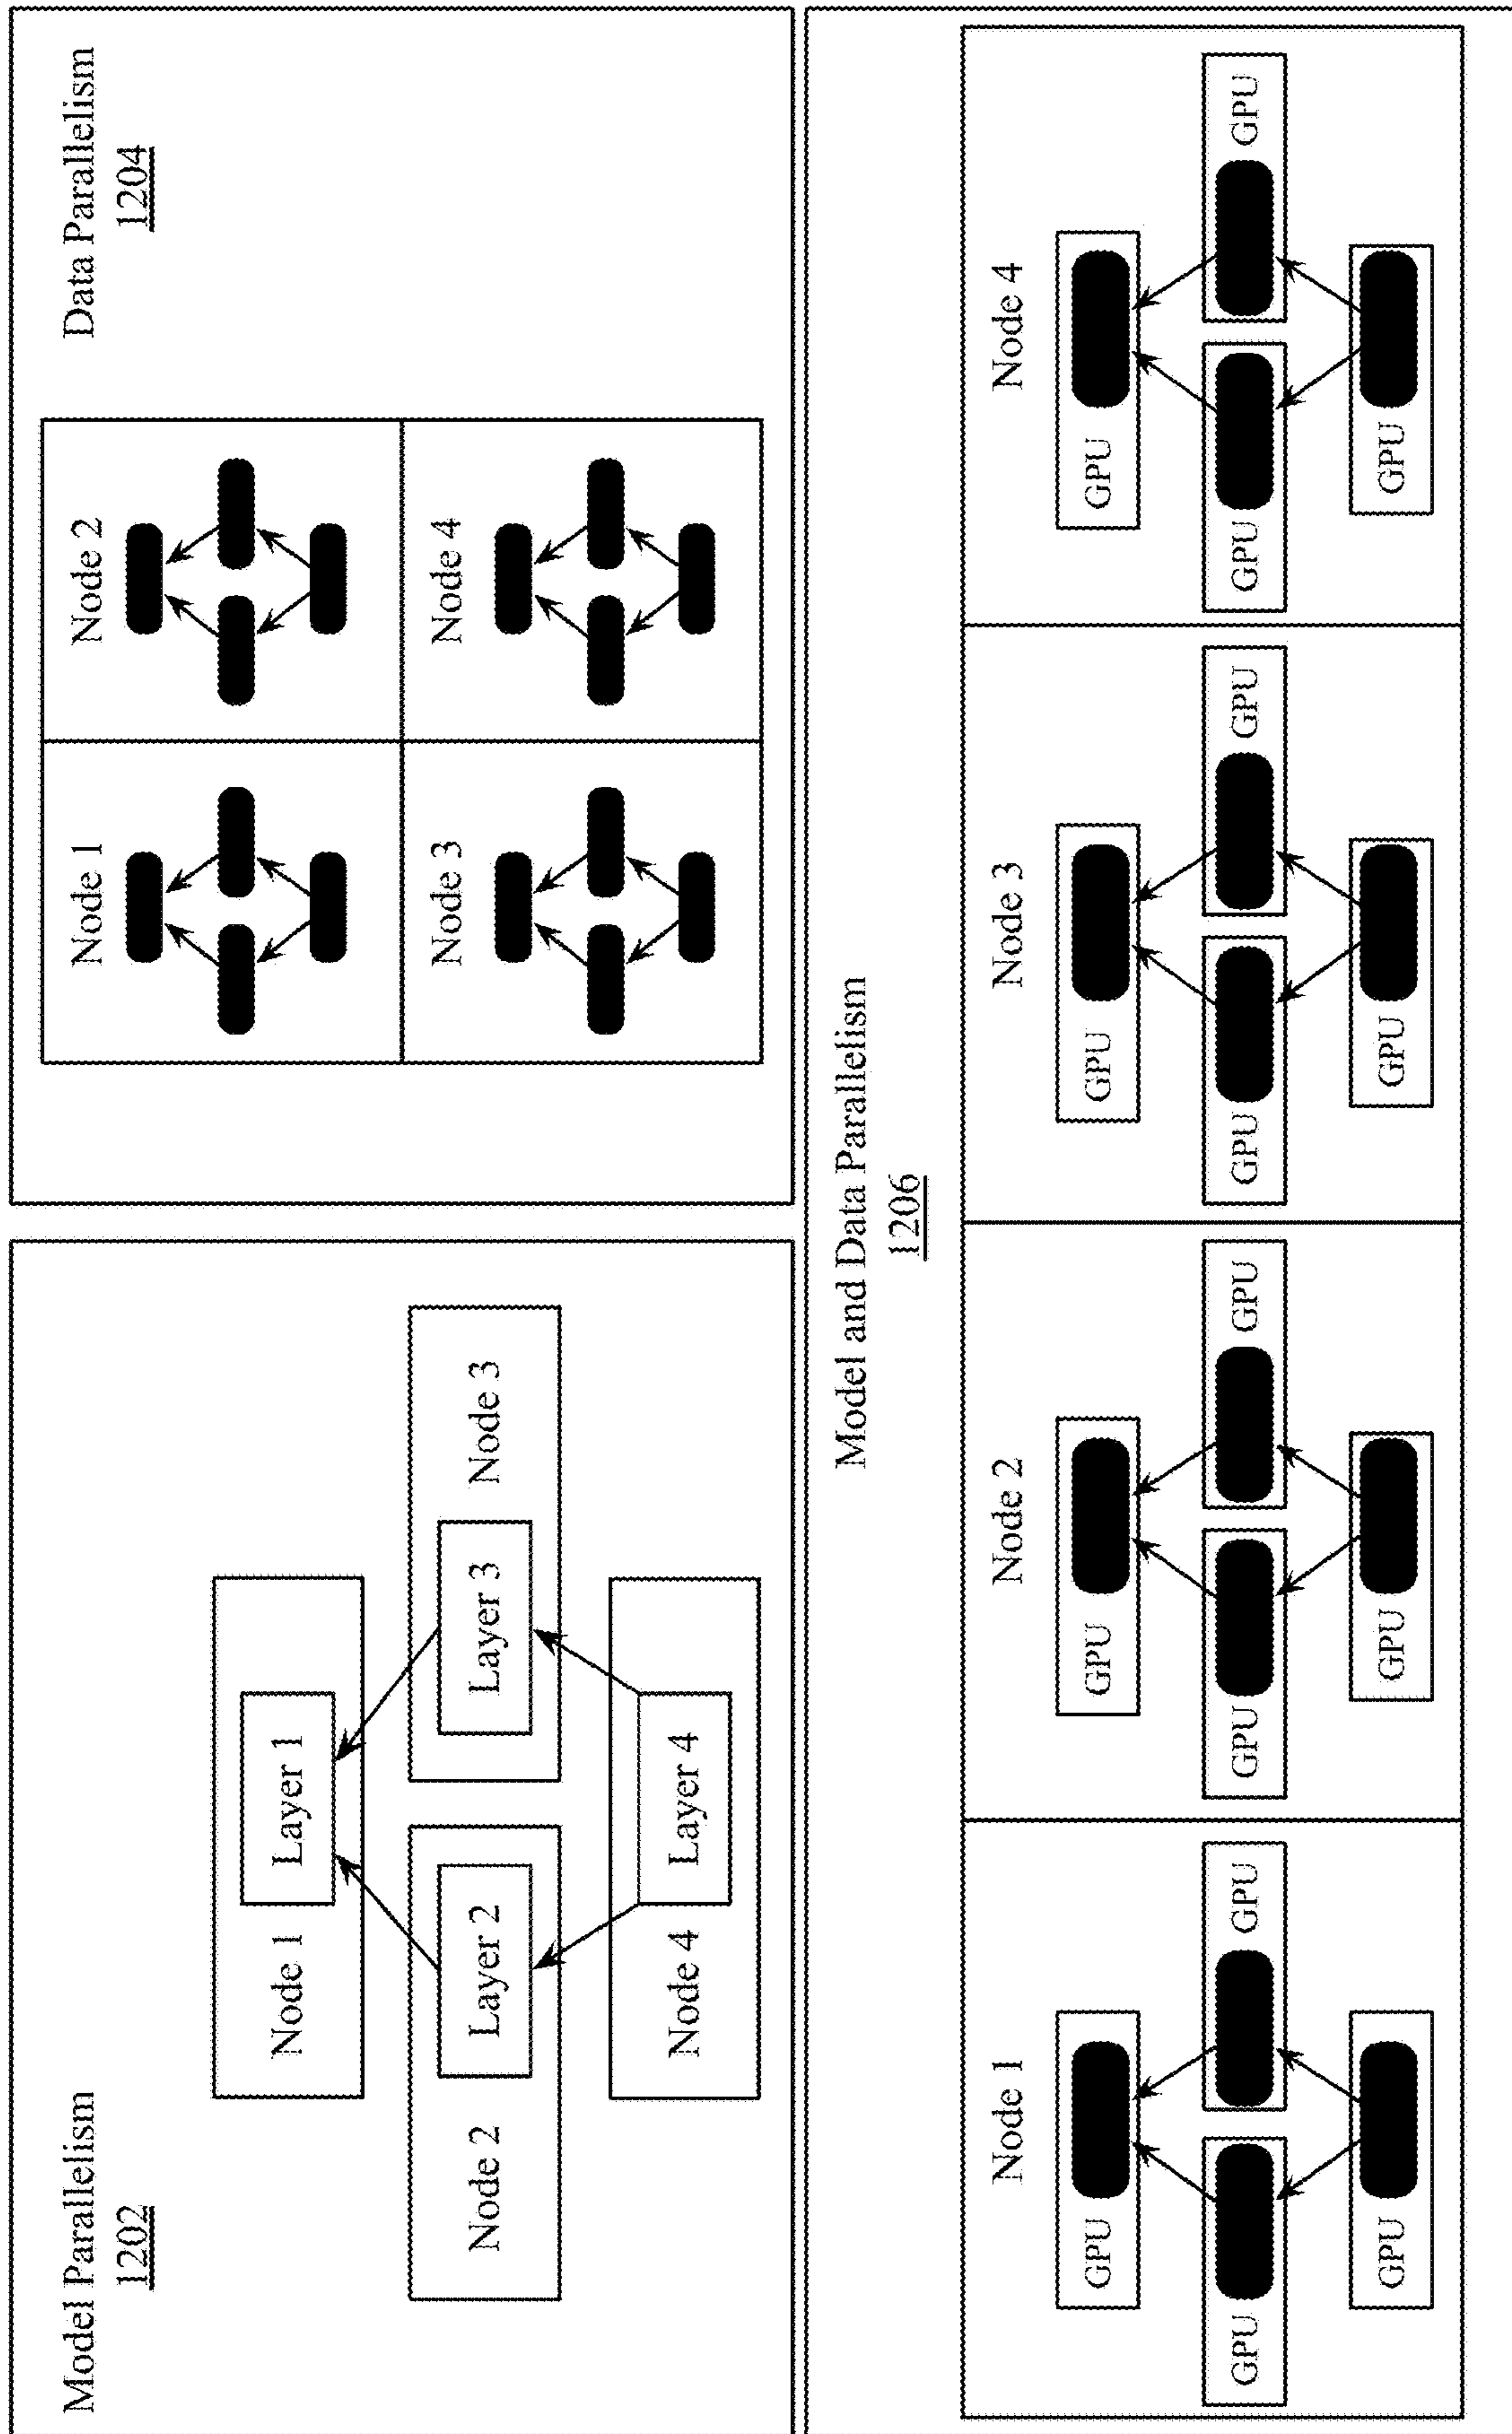 Model Parallelism
1202
Node 1
Layer 1
Node 2
Layer 2
Layer 3
Node 3
Node 4
Layer 4
Data Parallelism
1204
Node 1
Node 2
Node 3
Node 4
Model and Data Parallelism
1206
Node 1
GPU
GPU
GPU
GPU
Node 2
GPU
GPU
GPU
GPU
Node 3
GPU
GPU
GPU
GPU
Node 4
GPU
GPU
GPU
GPU